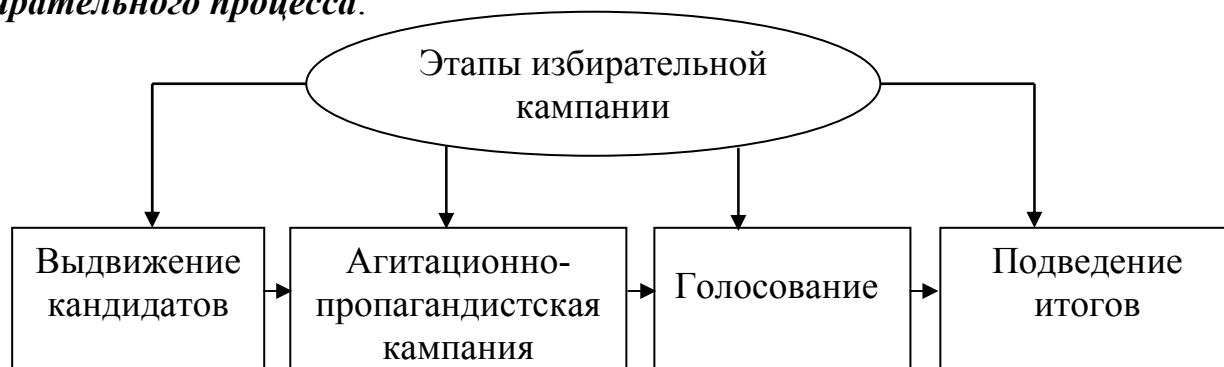 ирательного процесса.
Этапы избирательной
кампании
Выдвижение
кандидатов
Агитационно-
пропагандистская
кампания
Голосование
Подведение
итогов